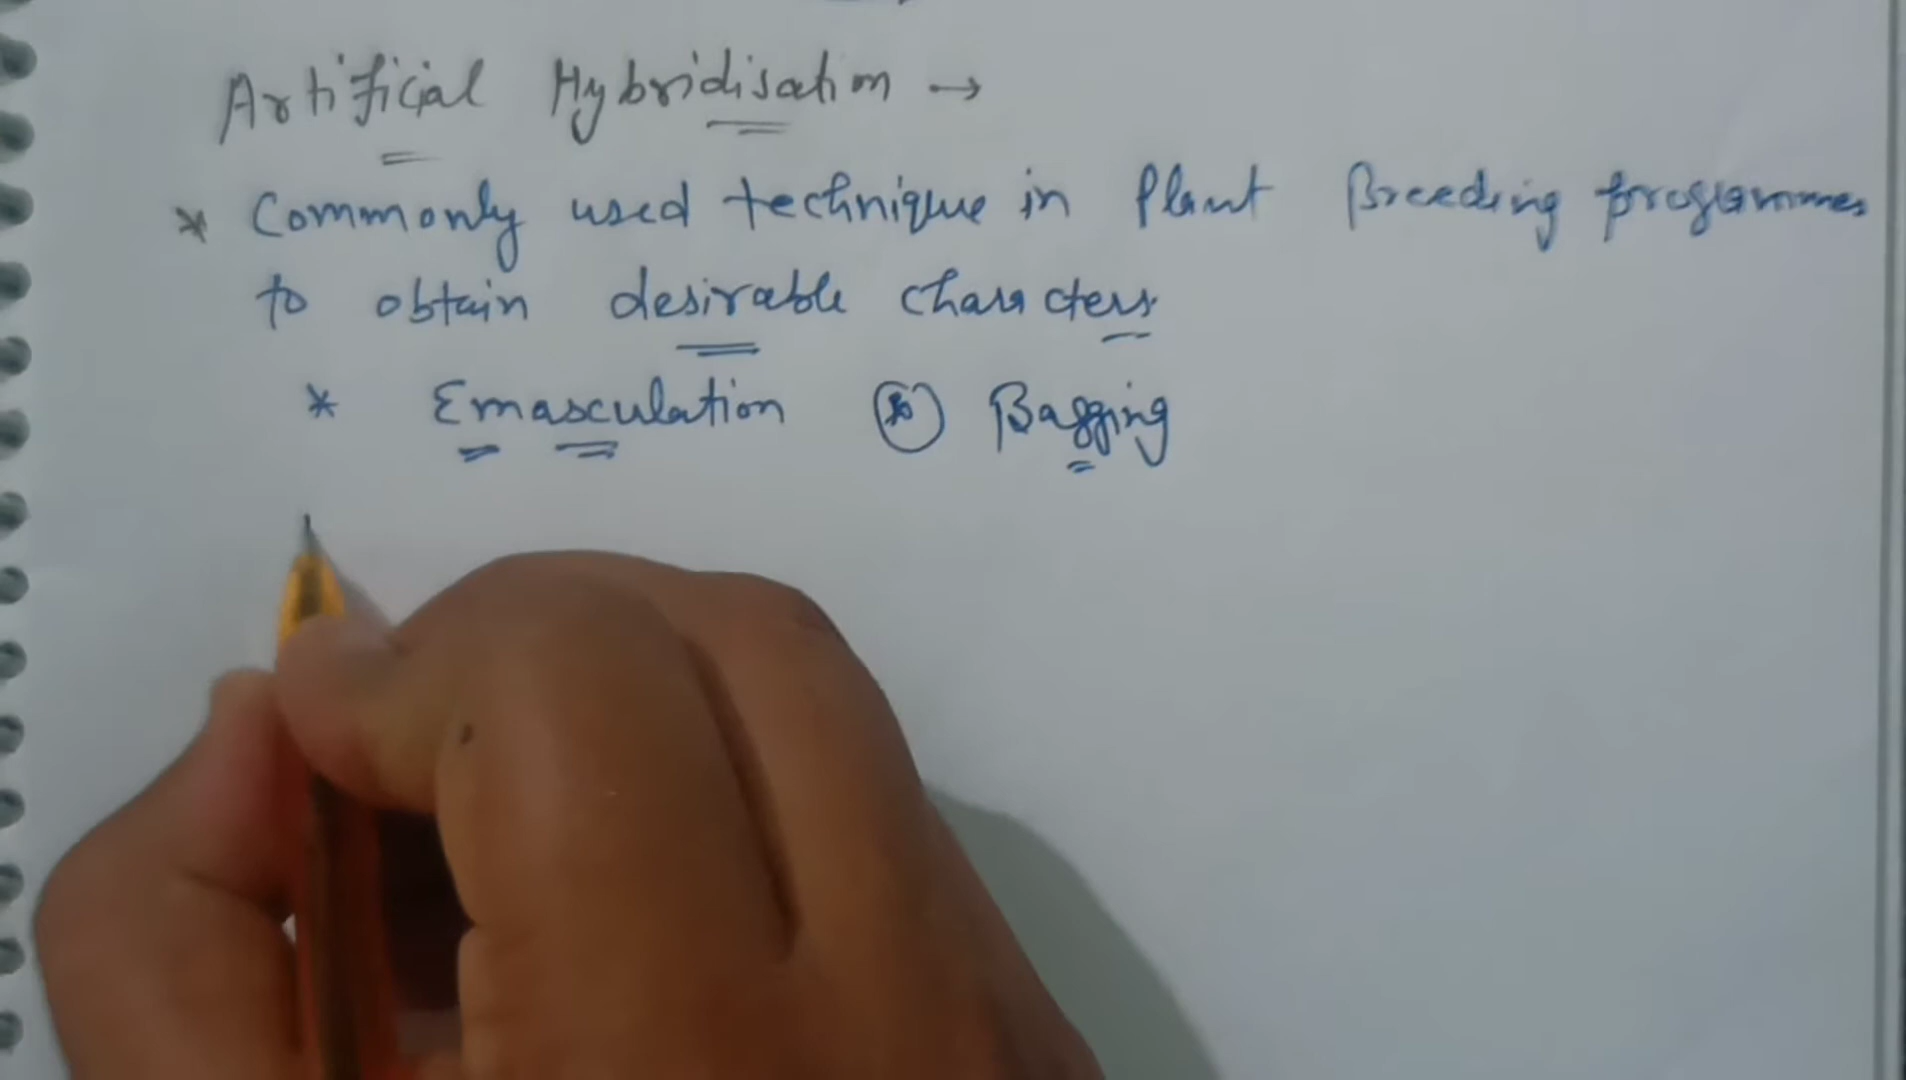 Artificial Hybridisation →
* Commonly used technique in Plant Breeding programmes
to obtain desirable characters
* Emasculation & Bagging